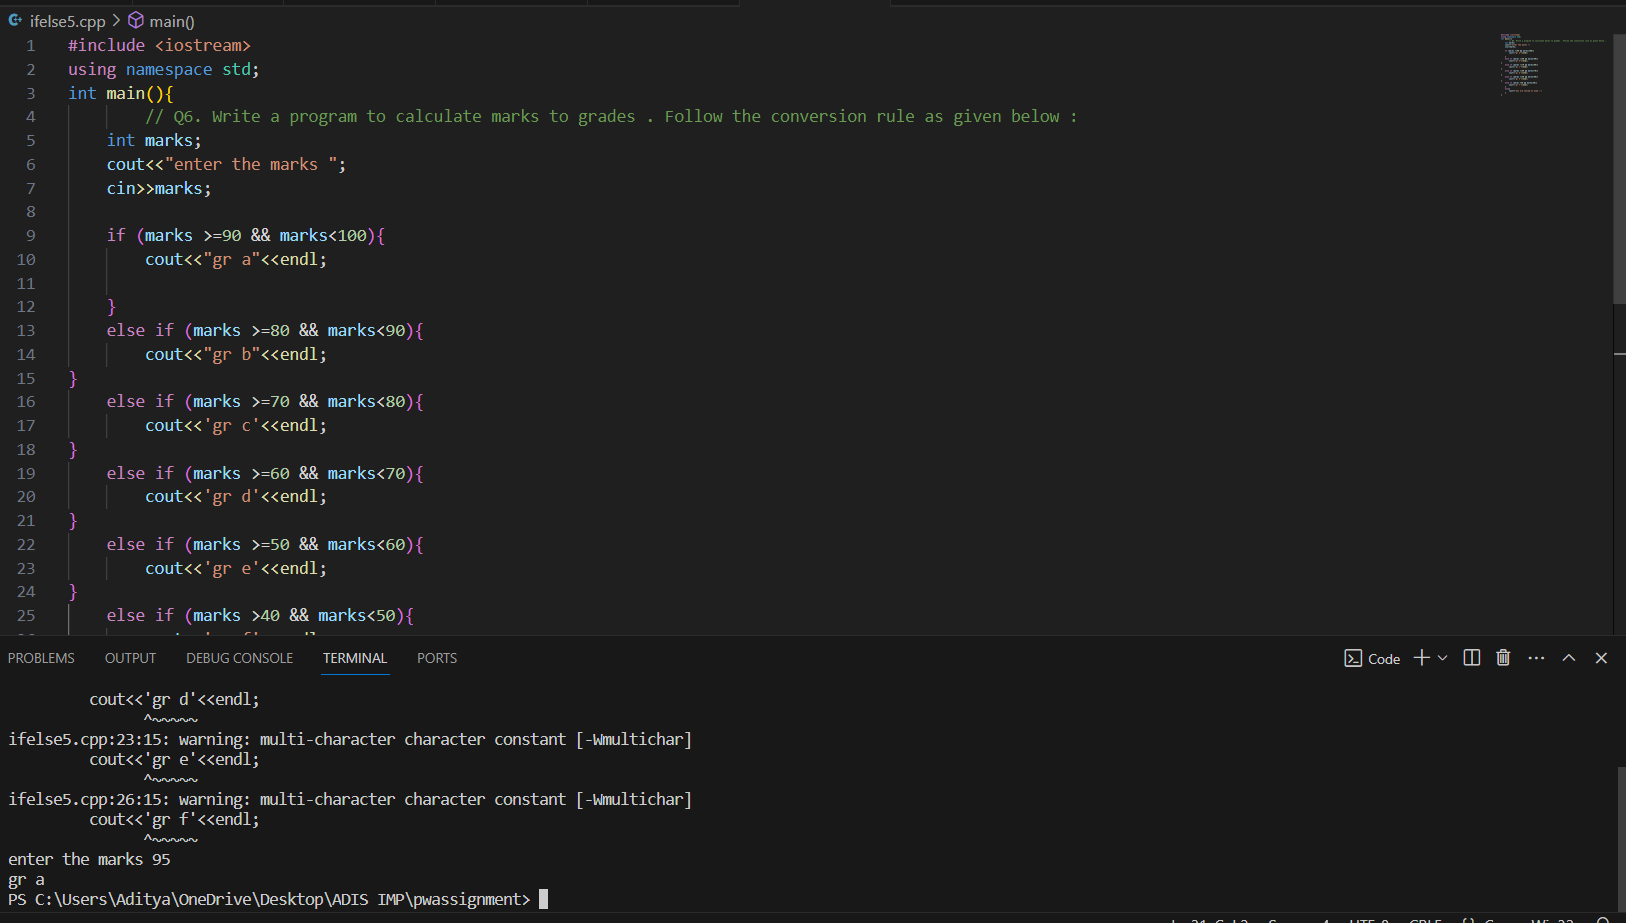 ifelse5.cpp > main()
1 #include <iostream>
2 using namespace std;
3 int main(){
4 // Q6. Write a program to calculate marks to grades . Follow the conversion rule as given below :
5 int marks;
6 cout<<"enter the marks ";
7 cin>>marks;
8
9 if (marks >=90 && marks<100){
10 cout<<"gr a"<<endl;
11
12 }
13 else if (marks >=80 && marks<90){
14 cout<<"gr b"<<endl;
15 }
16 else if (marks >=70 && marks<80){
17 cout<<'gr c'<<endl;
18 }
19 else if (marks >=60 && marks<70){
20 cout<<'gr d'<<endl;
21 }
22 else if (marks >=50 && marks<60){
23 cout<<'gr e'<<endl;
24 }
25 else if (marks >40 && marks<50){
PROBLEMS OUTPUT DEBUG CONSOLE TERMINAL PORTS Code
cout<<'gr d'<<endl;
^~~~~~
ifelse5.cpp:23:15: warning: multi-character character constant [-Wmultichar]
cout<<'gr e'<<endl;
^~~~~~
ifelse5.cpp:26:15: warning: multi-character character constant [-Wmultichar]
cout<<'gr f'<<endl;
^~~~~~
enter the marks 95
gr a
PS C:\Users\Aditya\OneDrive\Desktop\ADIS IMP\pwassignment>